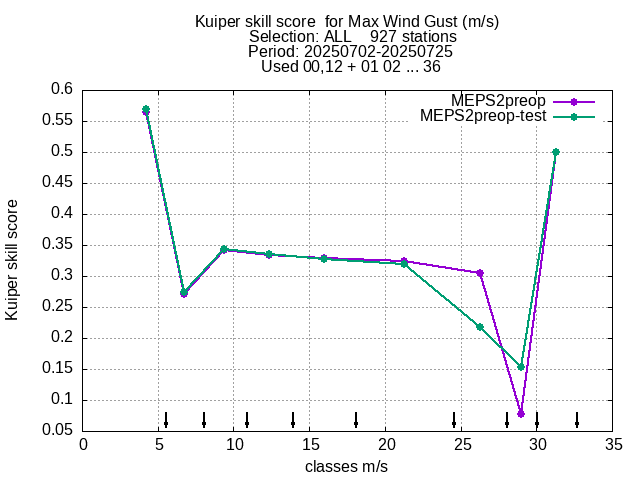 Kuiper skill score  for Max Wind Gust (m/s)
Selection: ALL    927 stations
Period: 20250702-20250725
Used 00,12 + 01 02 ... 36
MEPS2preop
MEPS2preop-test
0.6
0.55
0.5
0.45
0.4
0.35
0.3
0.25
0.2
0.15
0.1
0.05
Kuiper skill score
0 5 10 15 20 25 30 35
classes m/s